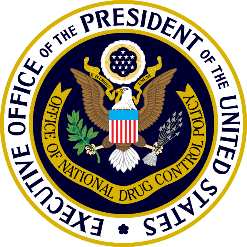 EXECUTIVE OFFICE OF THE PRESIDENT OF THE UNITED STATES
OFFICE OF NATIONAL DRUG CONTROL POLICY